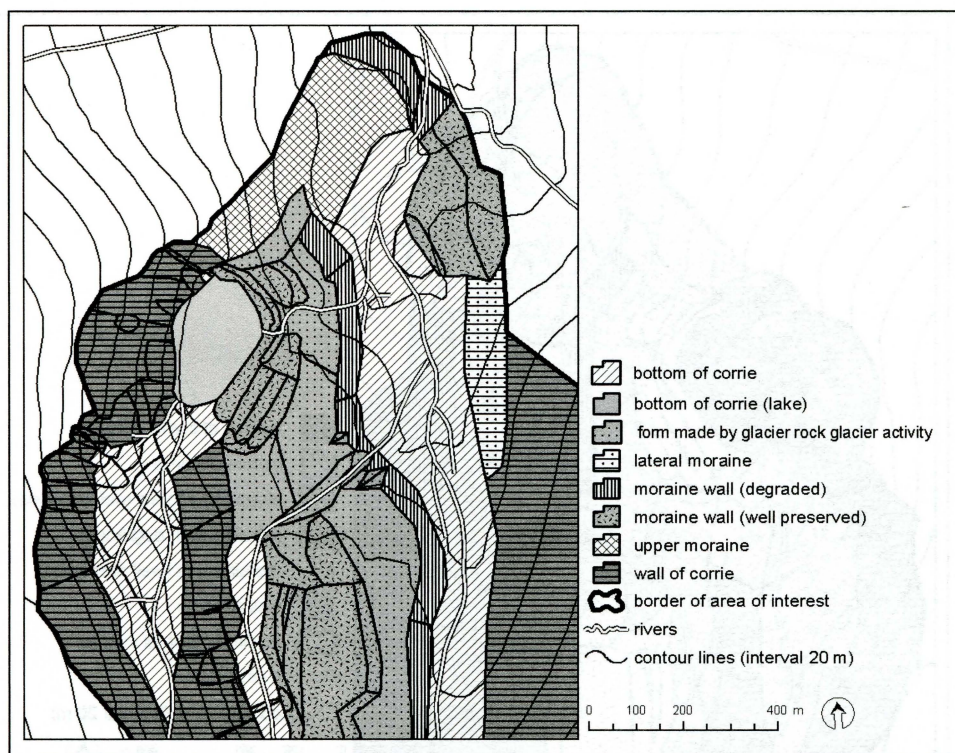 bottom of corrie
bottom of corrie (lake)
form made by glacier rock glacier activity
lateral moraine
moraine wall (degraded)
moraine wall (well preserved)
upper moraine
wall of corrie
border of area of interest
rivers
contour lines (interval 20 m)
0 100 200 400 m